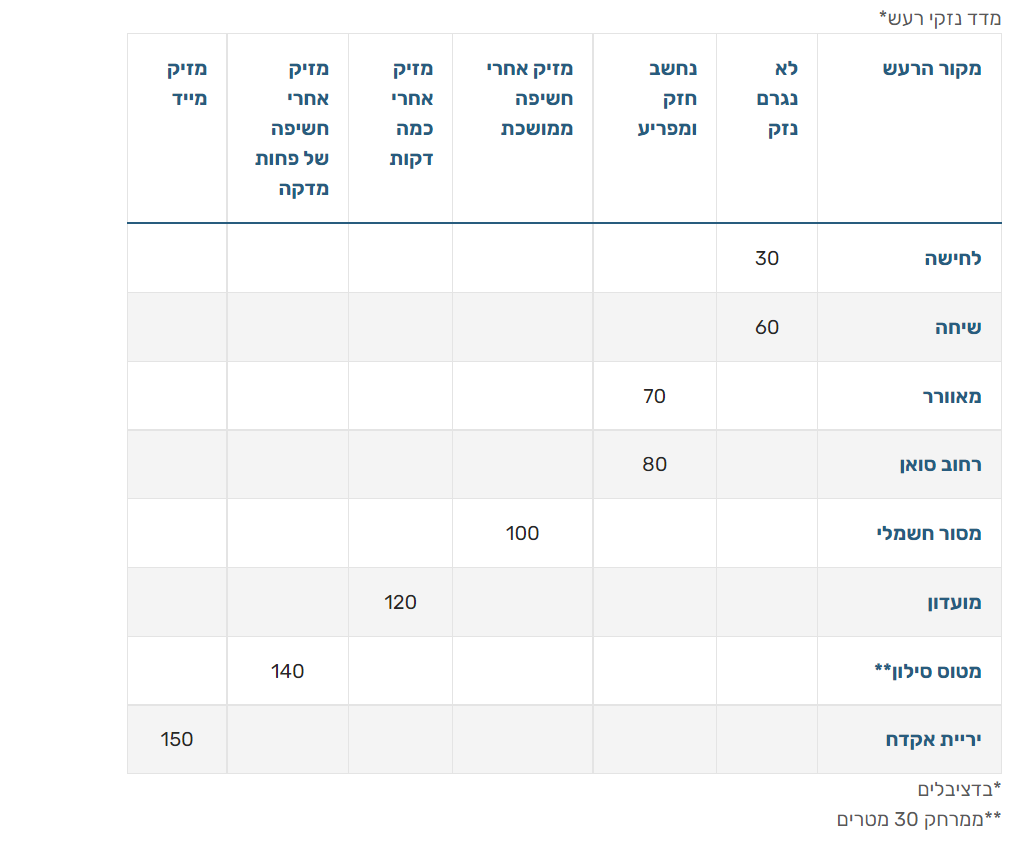 מדד נזקי רעש*
מקור הרעש
לא
נגרם
נזק
נחשב
חזק
ומפריע
מזיק אחרי
חשיפה
ממושכת
מזיק
אחרי
כמה
דקות
מזיק
אחרי
חשיפה
של פחות
מדקה
מזיק
מייד
לחישה 30
שיחה 60
מאוורר 70
רחוב סואן 80
מסור חשמלי 100
מועדון 120
מטוס סילון** 140
יריית אקדח 150
*בדציבלים
**ממרחק 30 מטרים